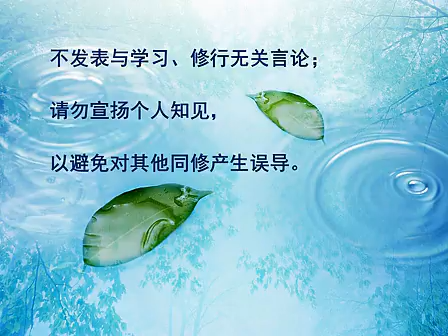 不发表与学习、修行无关言论；
请勿宣扬个人知见，
以避免对其他同修产生误导。